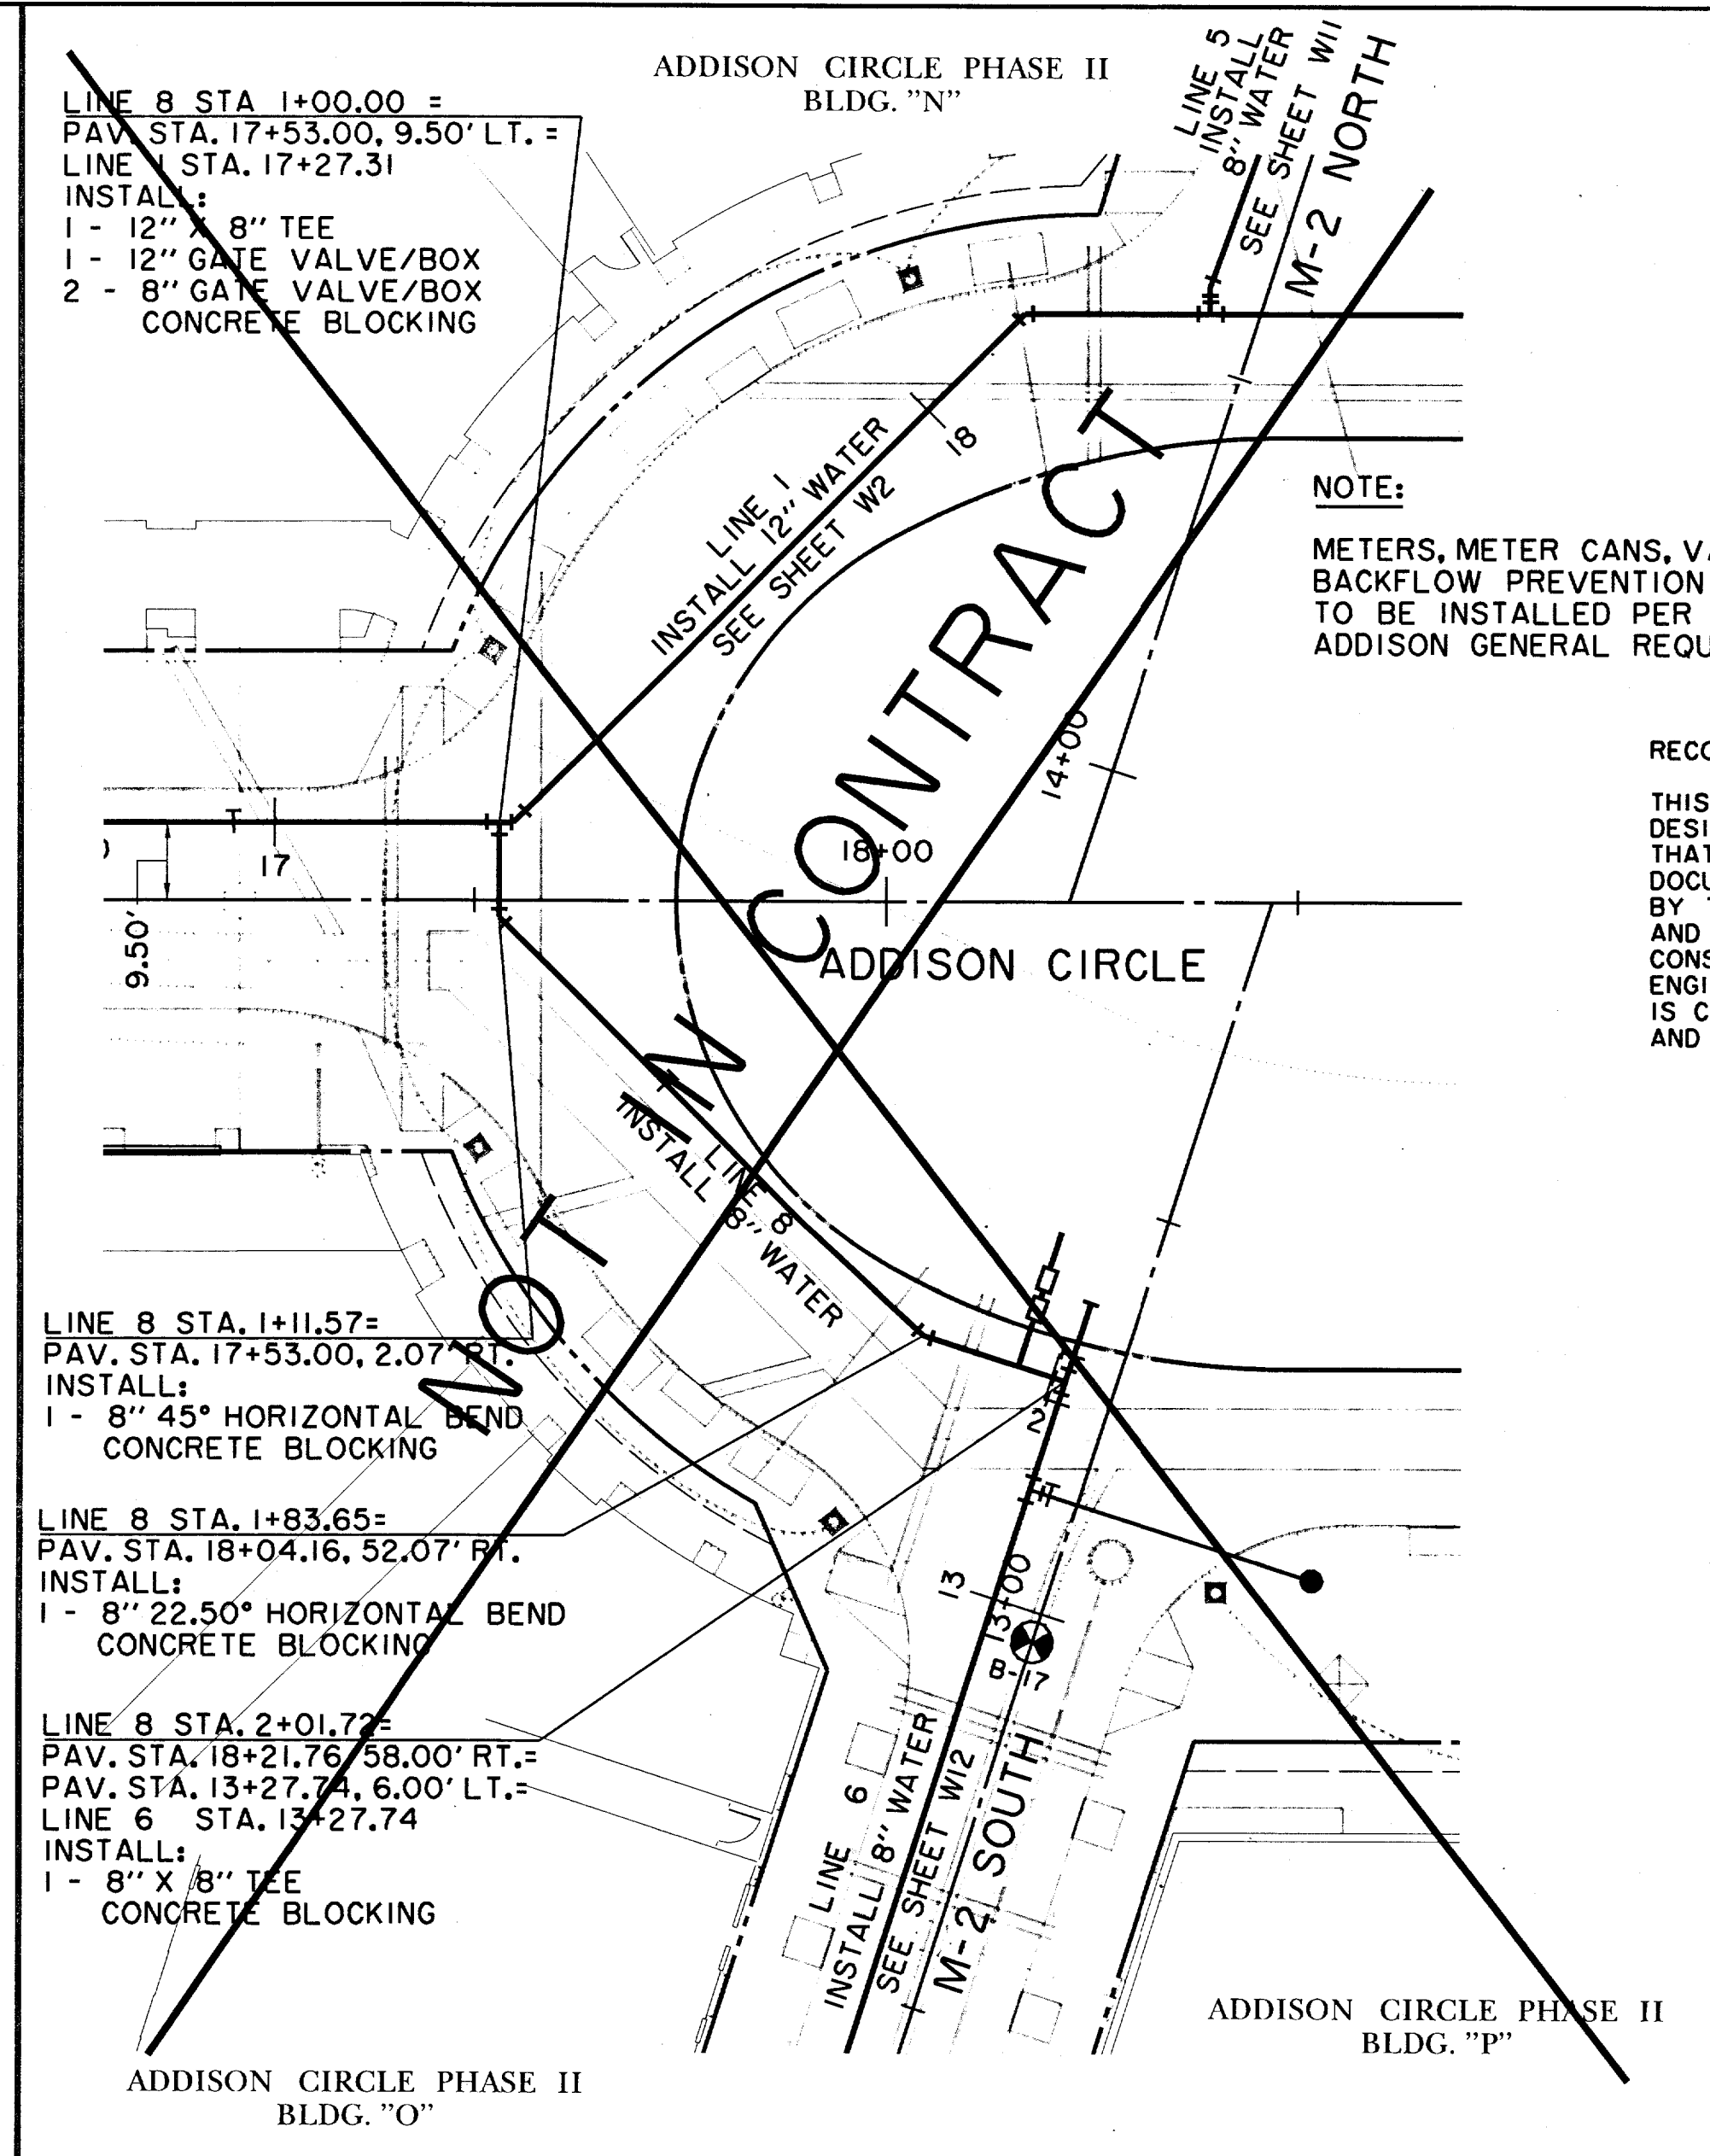 ADDISON CIRCLE PHASE II
BLDG. "N"
LINE 8 STA 1+00.00 =
PAV. STA. 17+53.00, 9.50' LT. =
LINE 1 STA. 17+27.31
INSTALL:
1 - 12" X 8" TEE
1 - 12" GATE VALVE/BOX
2 - 8" GATE VALVE/BOX
CONCRETE BLOCKING
LINE 5
INSTALL
8" WATER
SEE SHEET W11
M-2 NORTH
LINE 1
INSTALL 12" WATER
SEE SHEET W2
18
NOTE:
METERS, METER CANS,
BACKFLOW PREVENTION
TO BE INSTALLED PER
ADDISON GENERAL
THIS
THAT
BY
AND
IS
AND
14+00
17
18+00
9.50'
ADDISON CIRCLE
NOT IN CONTRACT
LINE 8
INSTALL 8" WATER
LINE 8 STA. 1+11.57=
PAV. STA. 17+53.00, 2.07' RT.
INSTALL:
1 - 8" 45° HORIZONTAL BEND
CONCRETE BLOCKING
2
LINE 8 STA. 1+83.65=
PAV. STA. 18+04.16, 52.07' RT.
INSTALL:
1 - 8" 22.50° HORIZONTAL BEND
CONCRETE BLOCKING
13
13+00
B-17
LINE 8 STA. 2+01.72=
PAV. STA. 18+21.76, 58.00' RT.=
PAV. STA. 13+27.74, 6.00' LT.=
LINE 6 STA. 13+27.74
INSTALL:
1 - 8" X 8" TEE
CONCRETE BLOCKING
LINE 6
INSTALL 8" WATER
SEE SHEET W12
M-2 SOUTH
ADDISON CIRCLE PHASE II
BLDG. "P"
ADDISON CIRCLE PHASE II
BLDG. "O"